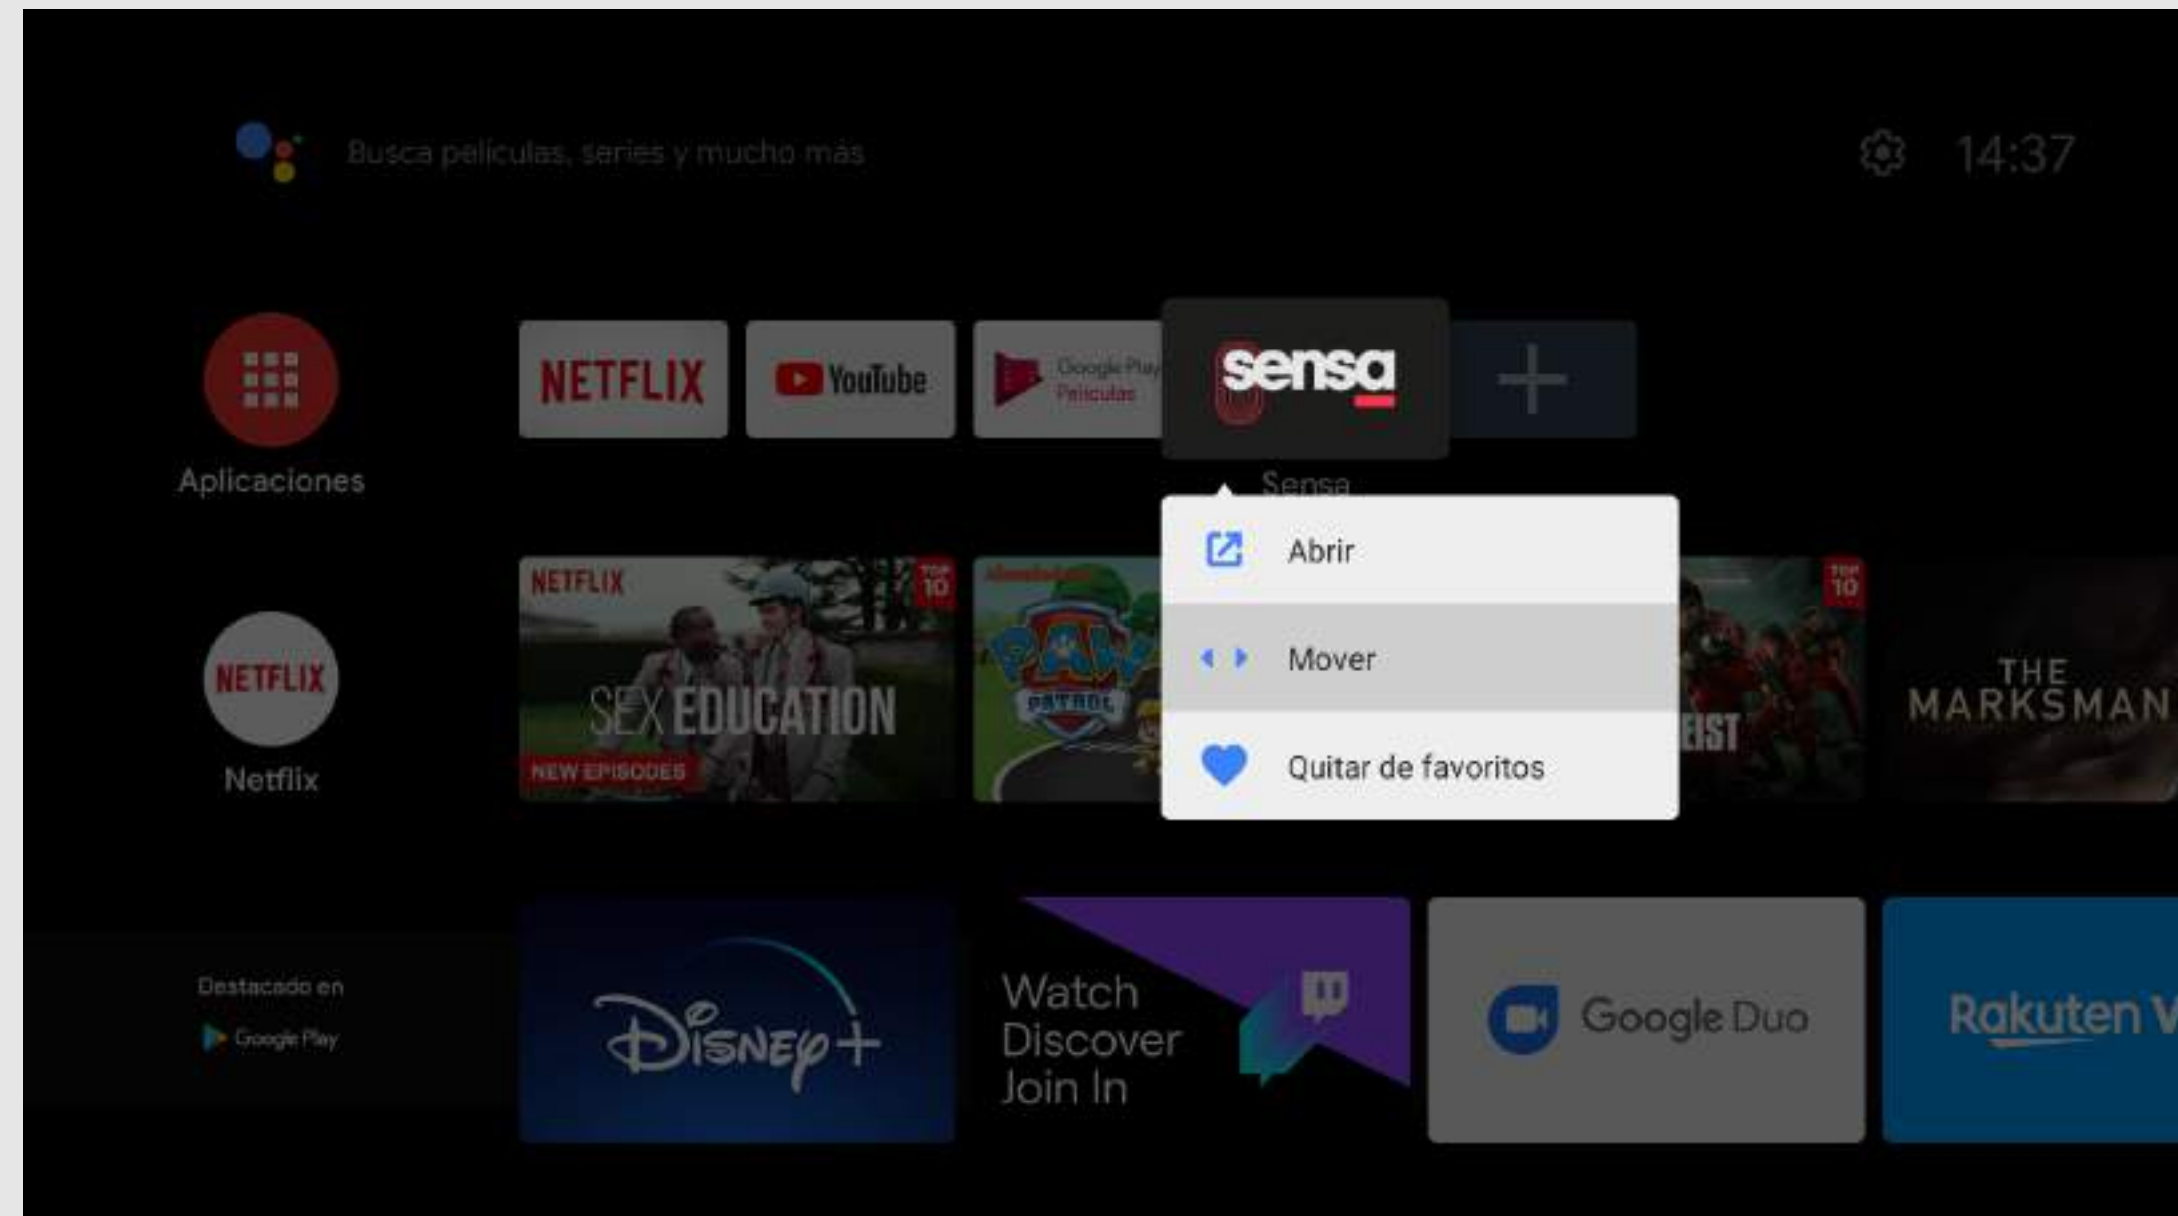 Busca películas, series y mucho más
14:37
NETFLIX
YouTube
Google Play
Películas
sensa
Aplicaciones
Sensa
Abrir
Mover
Quitar de favoritos
NETFLIX
TOP
10
SEX EDUCATION
NEW EPISODES
nickelodeon
PAW
PATROL
TOP
10
EIST
THE
MARKSMAN
NETFLIX
Netflix
Destacado en
Google Play
Disney+
Watch
Discover
Join In
Google Duo
Rakuten V